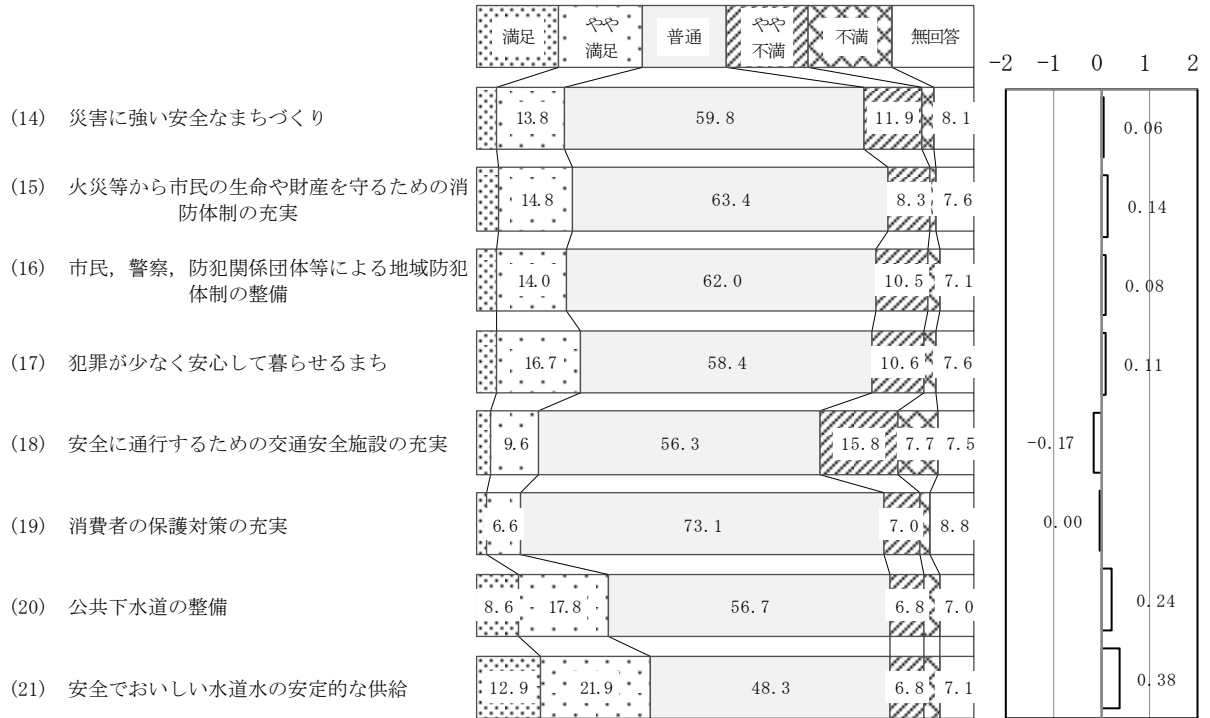 満足 やや満足 普通 やや不満 不満 無回答
-2 -1 0 1 2
(14) 災害に強い安全なまちづくり 13.8 59.8 11.9 8.1 0.06
(15) 火災等から市民の生命や財産を守るための消
防体制の充実 14.8 63.4 8.3 7.6 0.14
(16) 市民，警察，防犯関係団体等による地域防犯
体制の整備 14.0 62.0 10.5 7.1 0.08
(17) 犯罪が少なく安心して暮らせるまち 16.7 58.4 10.6 7.6 0.11
(18) 安全に通行するための交通安全施設の充実 9.6 56.3 15.8 7.7 7.5 -0.17
(19) 消費者の保護対策の充実 6.6 73.1 7.0 8.8 0.00
(20) 公共下水道の整備 8.6 17.8 56.7 6.8 7.0 0.24
(21) 安全でおいしい水道水の安定的な供給 12.9 21.9 48.3 6.8 7.1 0.38